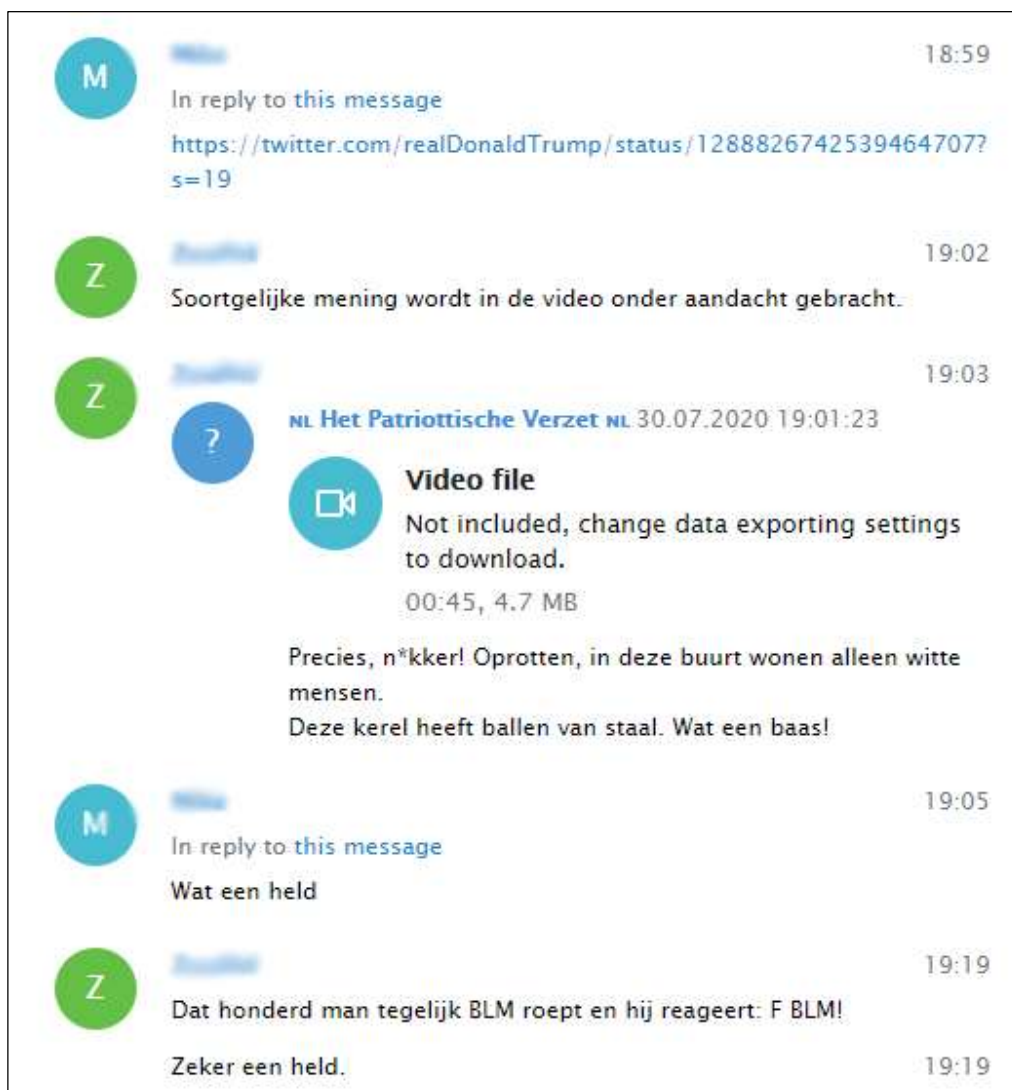 M
18:59
In reply to this message
https://twitter.com/realDonaldTrump/status/1288826742539464707?
s=19
Z
19:02
Soortgelijke mening wordt in de video onder aandacht gebracht.
Z
19:03
?
NL Het Patriottische Verzet NL 30.07.2020 19:01:23
Video file
Not included, change data exporting settings
to download.
00:45, 4.7 MB
Precies, n*kker! Oprotten, in deze buurt wonen alleen witte
mensen.
Deze kerel heeft ballen van staal. Wat een baas!
M
19:05
In reply to this message
Wat een held
Z
19:19
Dat honderd man tegelijk BLM roept en hij reageert: F BLM!
Zeker een held.
19:19